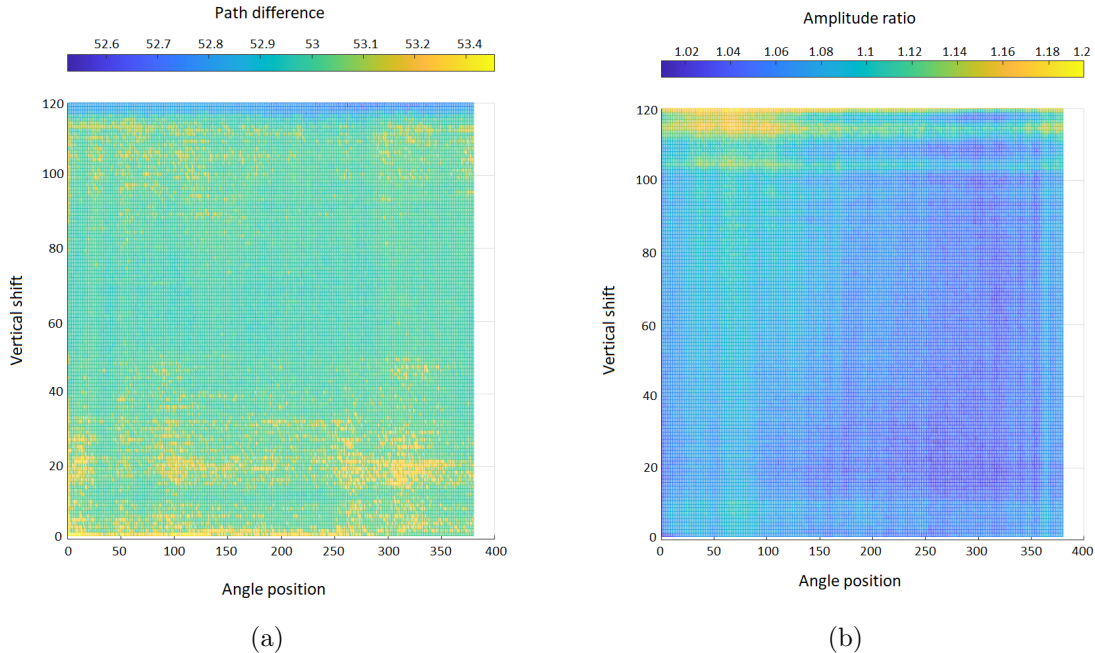 Path difference
52.6 52.7 52.8 52.9 53 53.1 53.2 53.4
120
100
80
60
40
20
0
Vertical shift
0 50 100 150 200 250 300 350 400
Angle position
(a)
Amplitude ratio
1.02 1.04 1.06 1.08 1.1 1.12 1.14 1.16 1.18 1.2
120
100
80
60
40
20
0
Vertical shift
0 50 100 150 200 250 300 350 400
Angle position
(b)